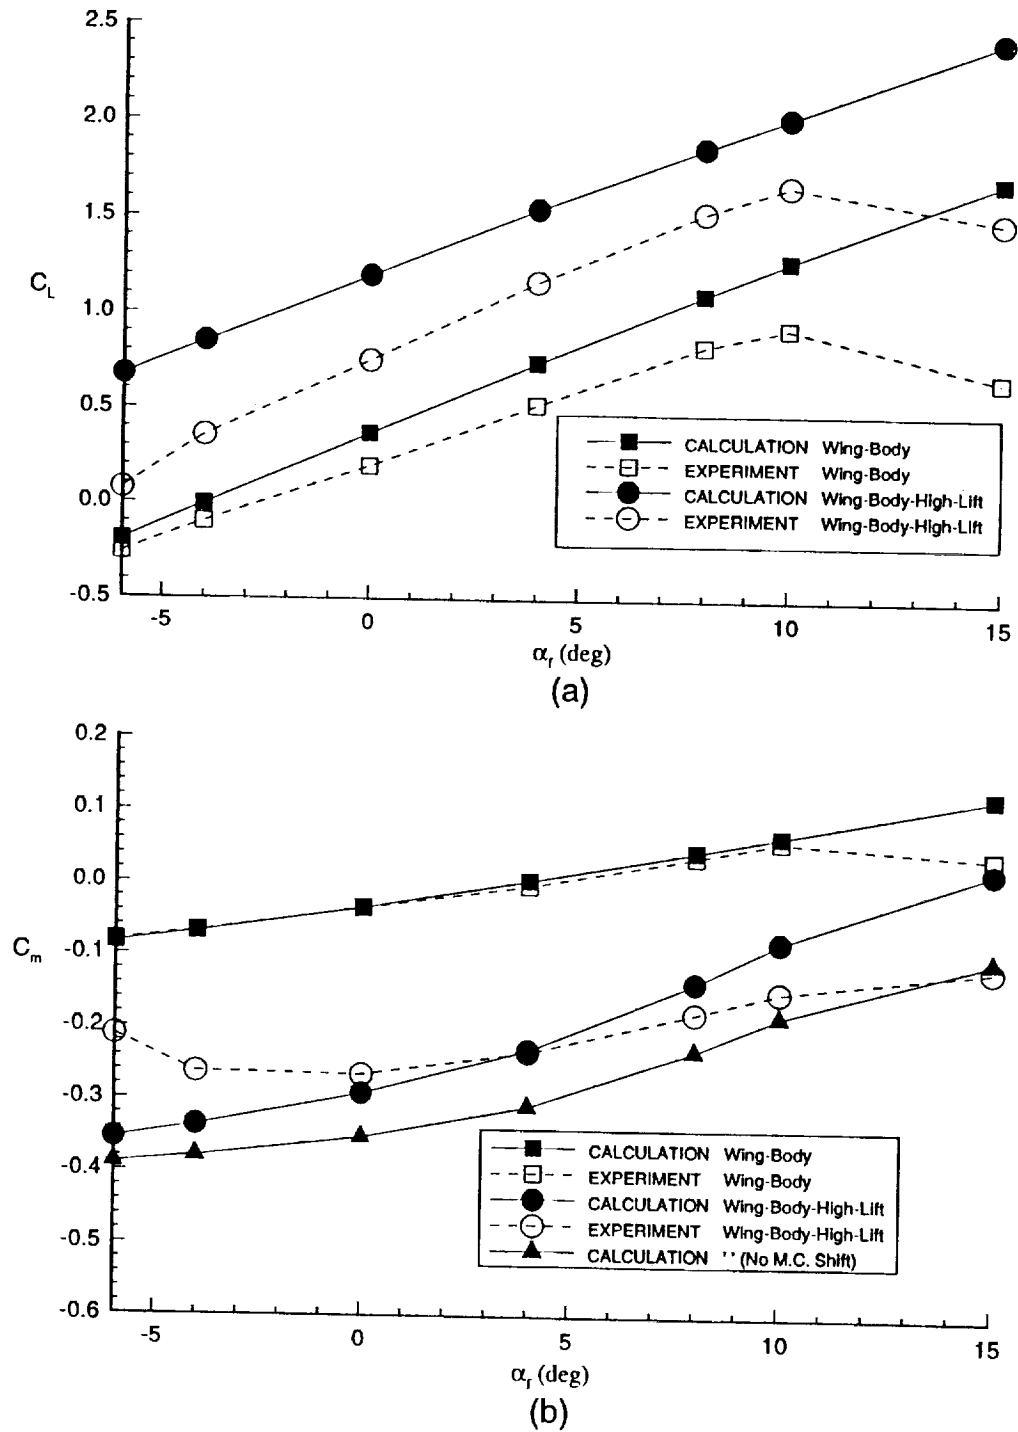 2.5
2.0
1.5
C_L
1.0
0.5
0.0
-0.5
CALCULATION Wing-Body
EXPERIMENT Wing-Body
CALCULATION Wing-Body-High-Lift
EXPERIMENT Wing-Body-High-Lift
-5 0 5 10 15
α_r (deg)
(a)
0.2
0.1
0.0
-0.1
C_m
-0.2
-0.3
-0.4
-0.5
-0.6
CALCULATION Wing-Body
EXPERIMENT Wing-Body
CALCULATION Wing-Body-High-Lift
EXPERIMENT Wing-Body-High-Lift
CALCULATION '' (No M.C. Shift)
-5 0 5 10 15
α_r (deg)
(b)